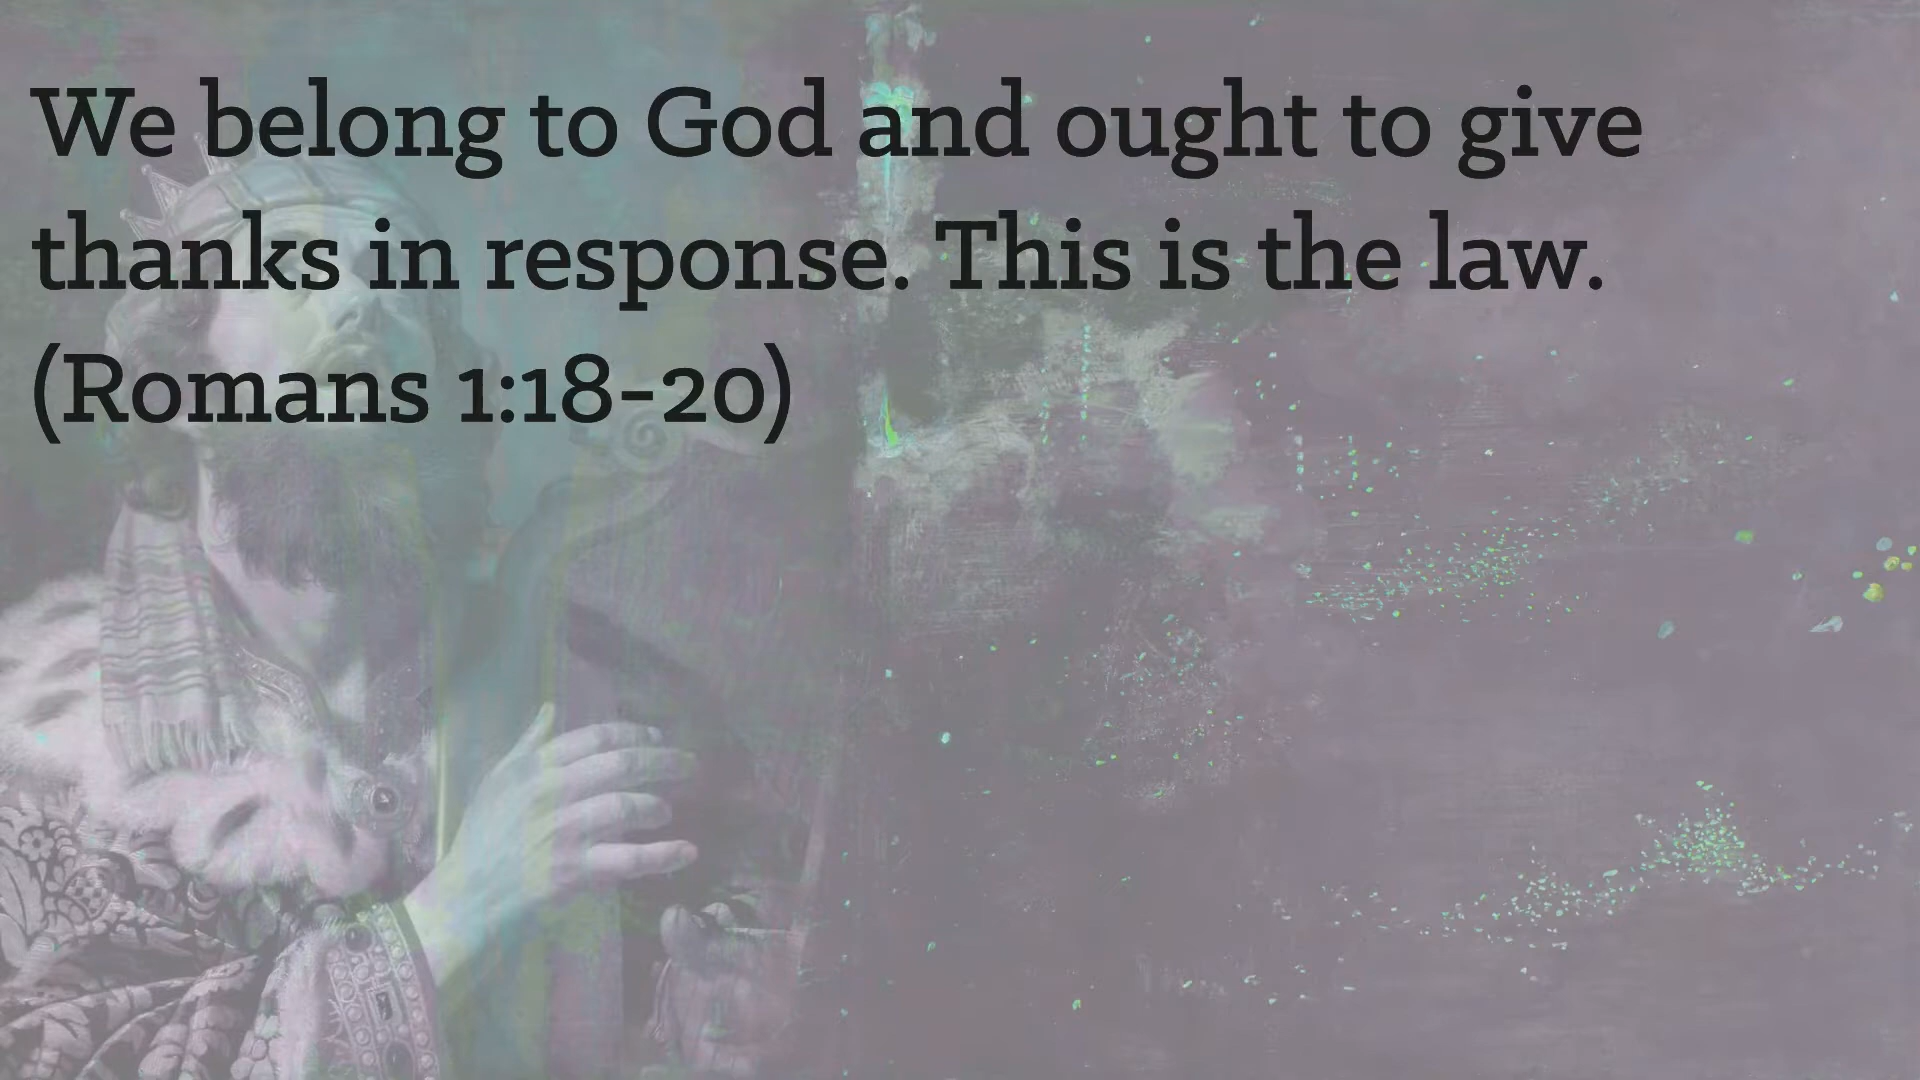 We belong to God and ought to give
thanks in response. This is the law.
(Romans 1:18-20)